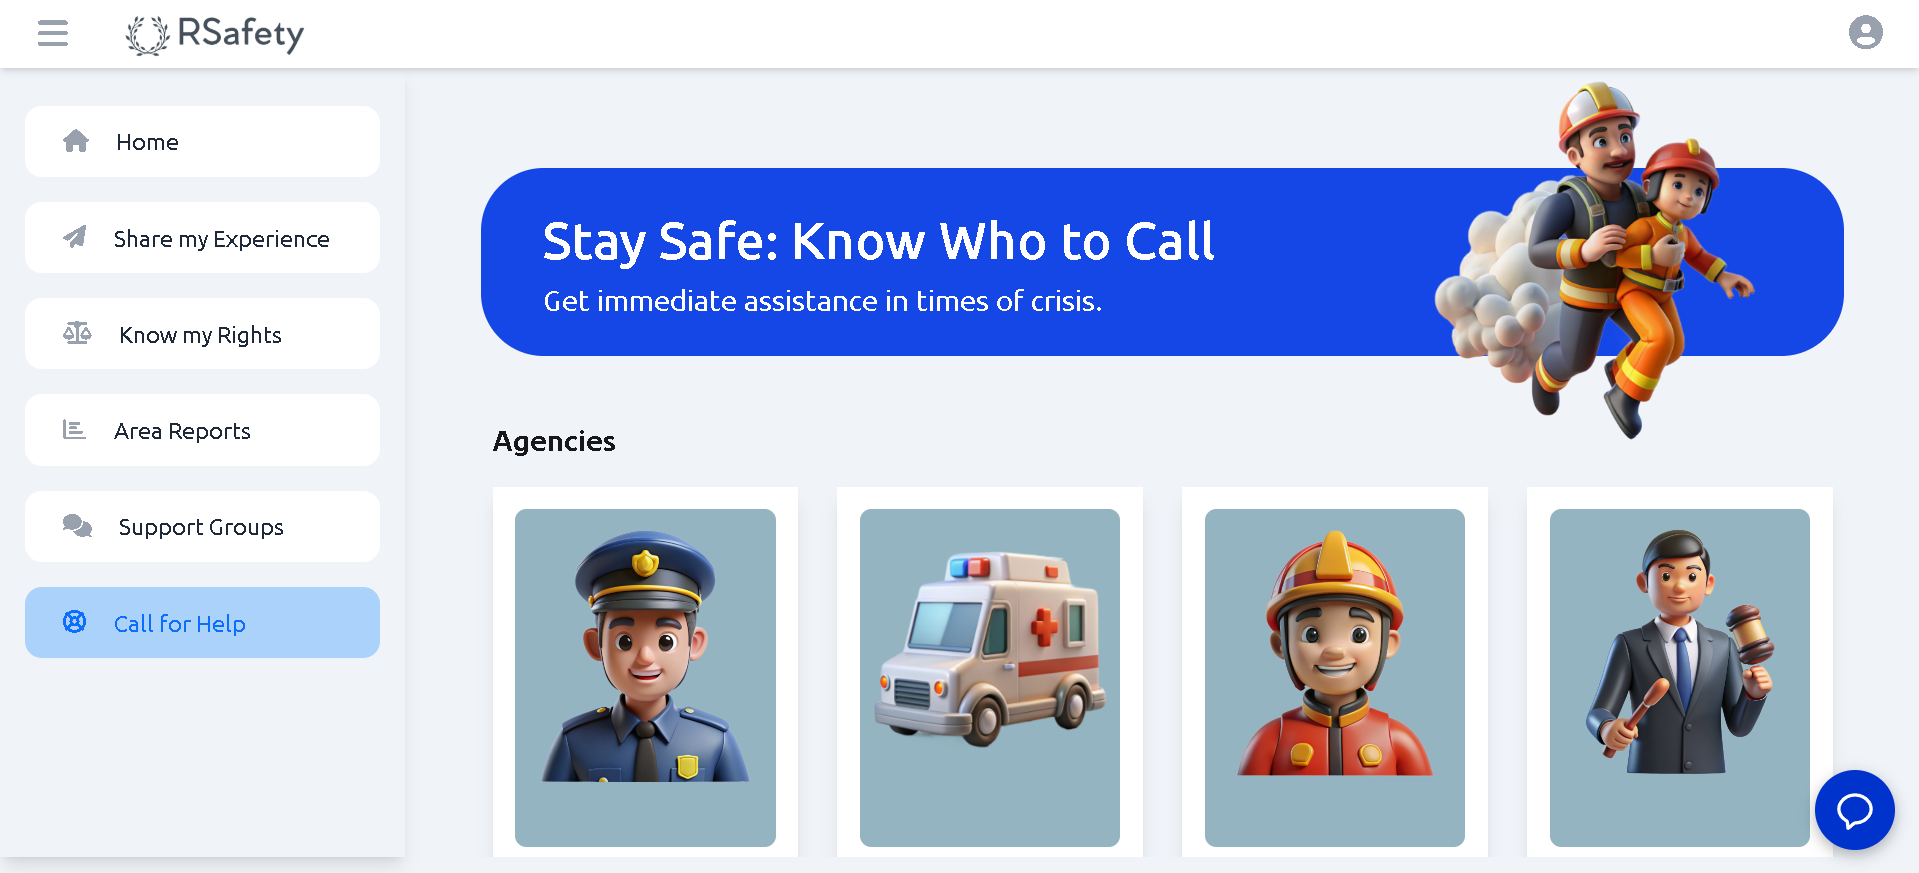 RSafety
Home
Share my Experience
Know my Rights
Area Reports
Support Groups
Call for Help
Stay Safe: Know Who to Call
Get immediate assistance in times of crisis.
Agencies